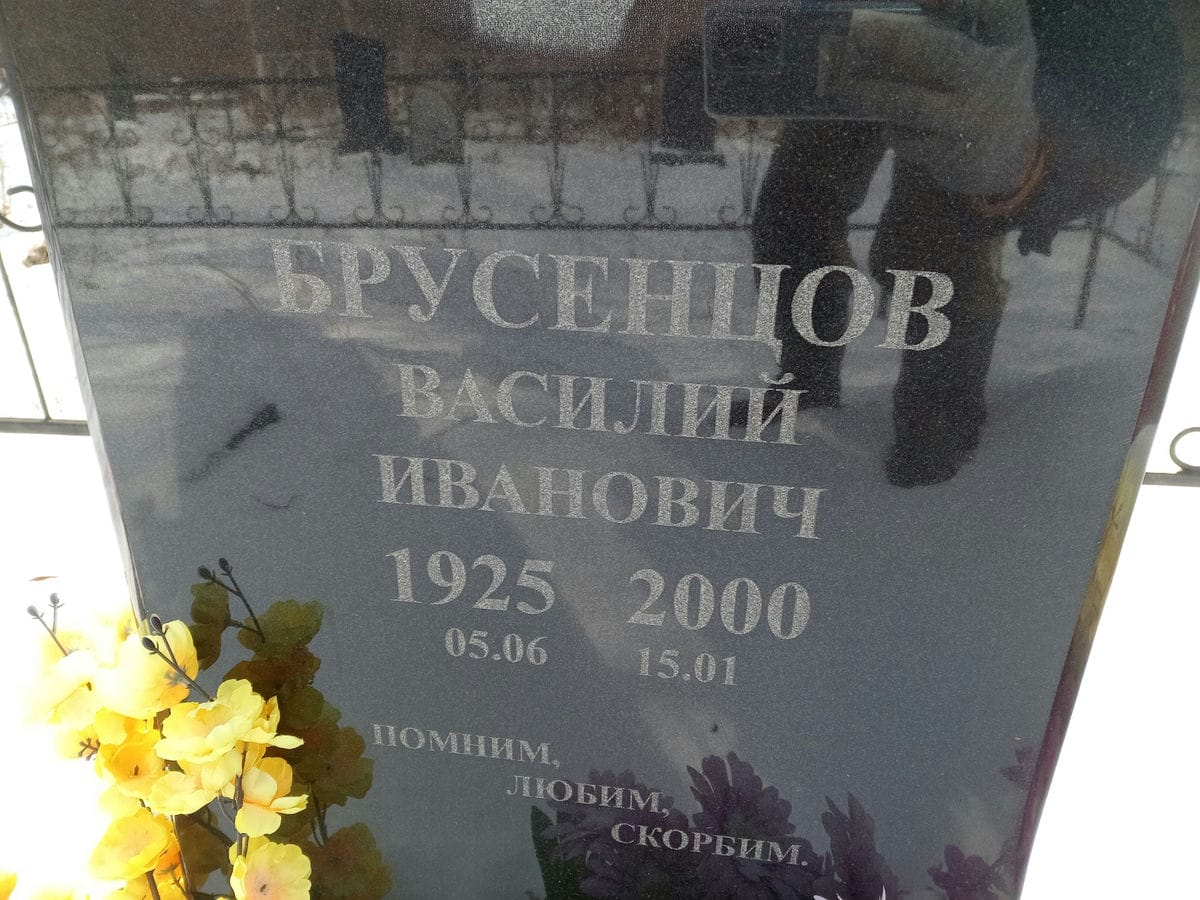 БРУСЕНЦОВ
ВАСИЛИЙ
ИВАНОВИЧ
1925 2000
05.06 15.01
ПОМНИМ,
ЛЮБИМ,
СКОРБИМ.